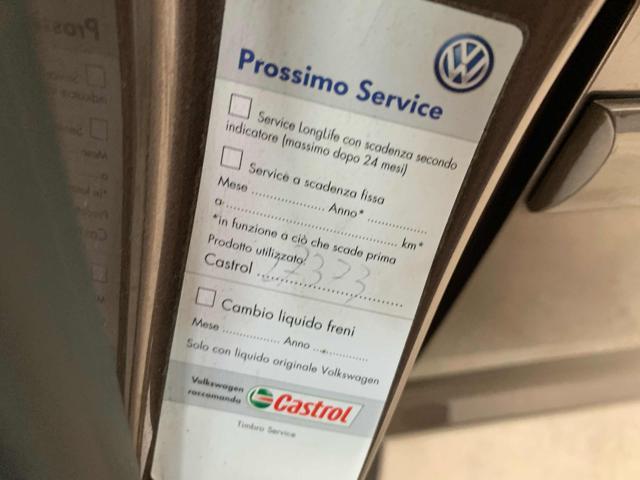 Prossimo Service
Service LongLife con scadenza secondo
indicatore (massimo dopo 24 mesi)
Service a scadenza fissa
Mese .................... Anno* ................
a: ............................................ km*
*in funzione a ciò che scade prima
Prodotto utilizzato:
Castrol ........................................
Cambio liquido freni
Mese ................ Anno ................
Solo con liquido originale Volkswagen
Volkswagen
raccomanda
Castrol
Timbro Service